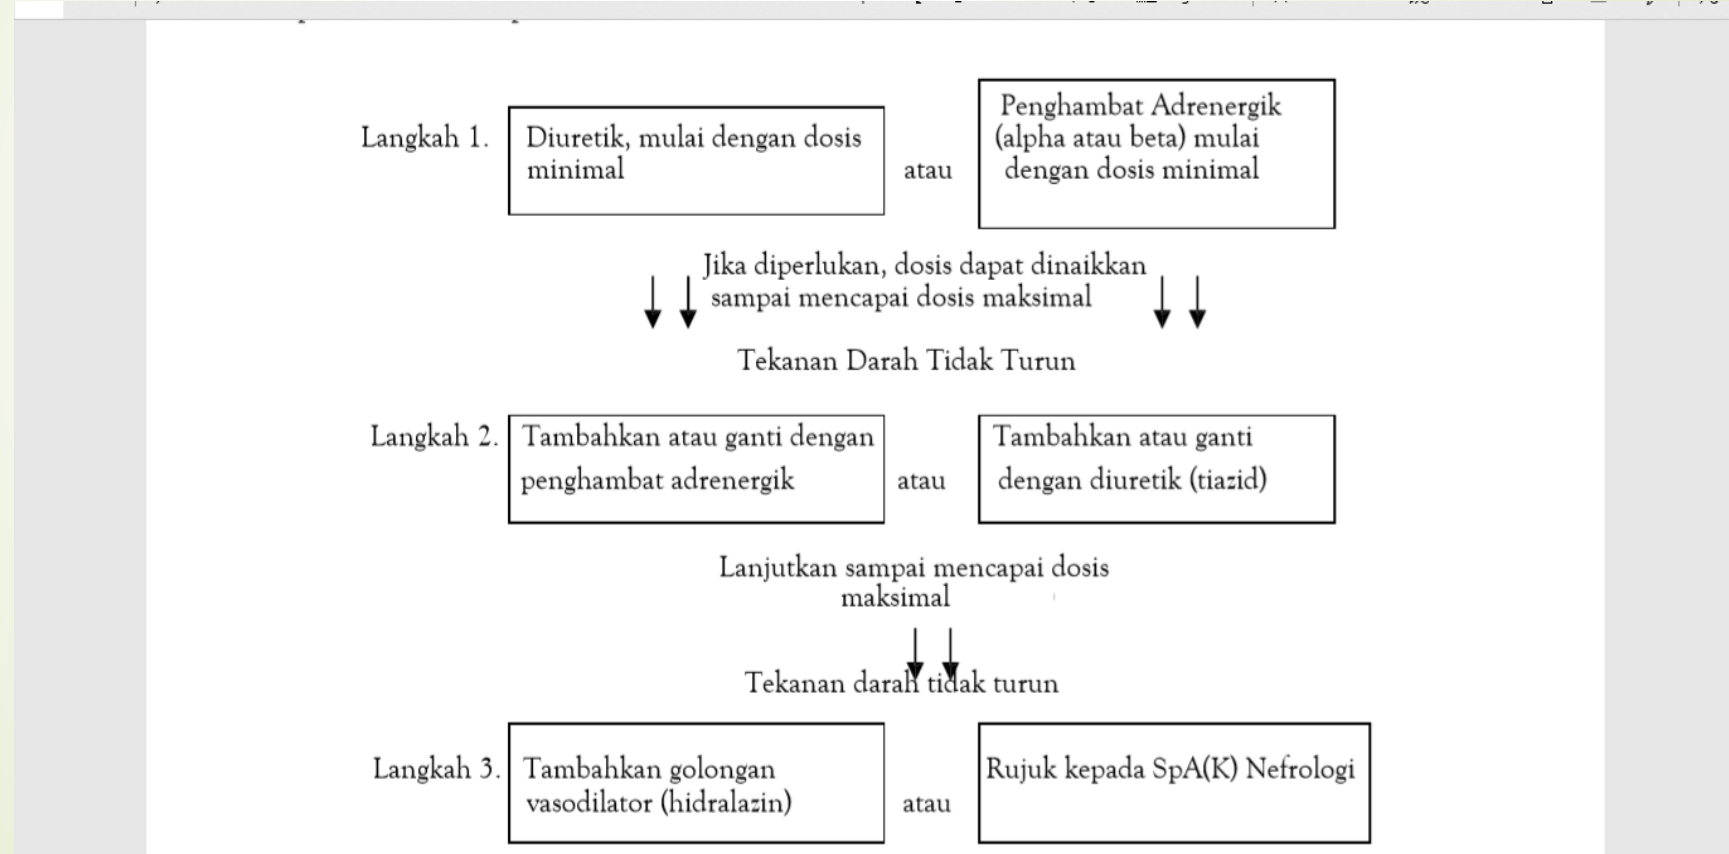 Langkah 1.
Diuretik, mulai dengan dosis
minimal
atau
Penghambat Adrenergik
(alpha atau beta) mulai
dengan dosis minimal
Jika diperlukan, dosis dapat dinaikkan
sampai mencapai dosis maksimal
Tekanan Darah Tidak Turun
Langkah 2.
Tambahkan atau ganti dengan
penghambat adrenergik
atau
Tambahkan atau ganti
dengan diuretik (tiazid)
Lanjutkan sampai mencapai dosis
maksimal
Tekanan darah tidak turun
Langkah 3.
Tambahkan golongan
vasodilator (hidralazin)
atau
Rujuk kepada SpA(K) Nefrologi